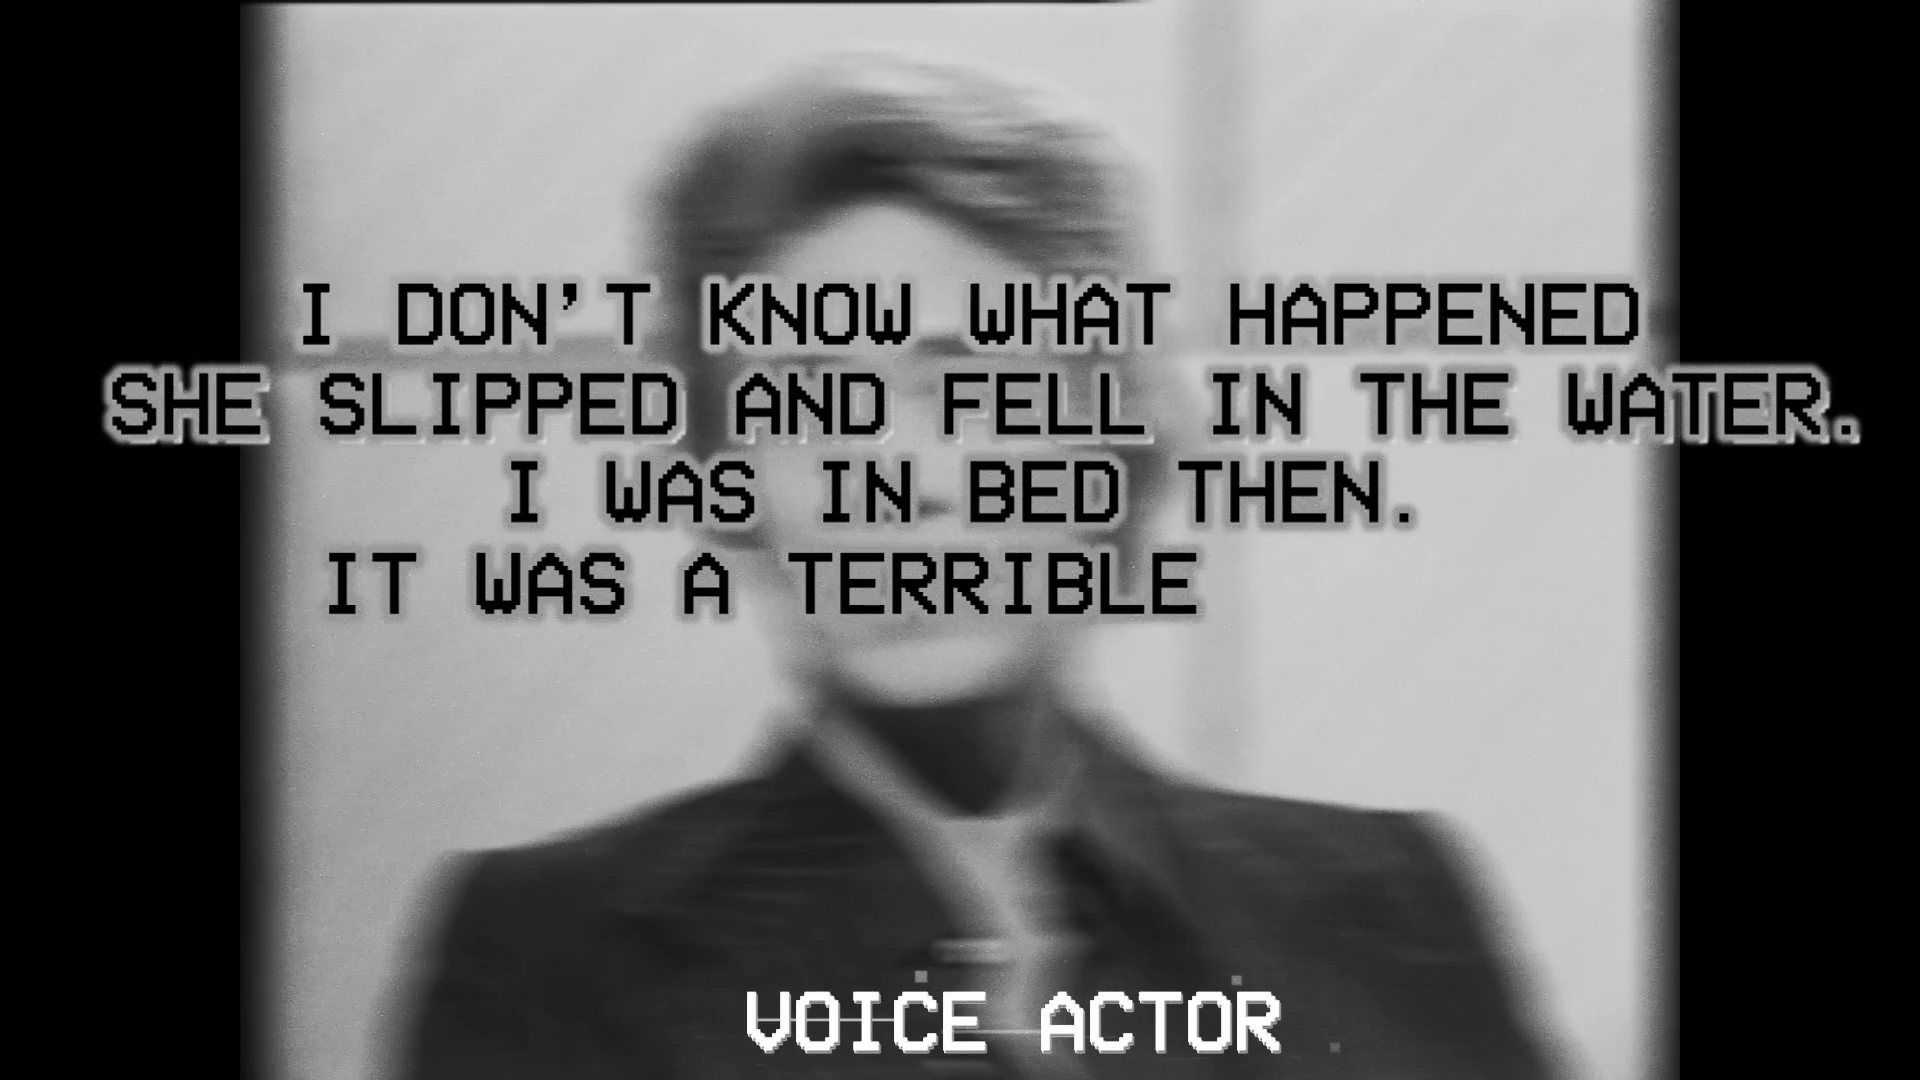 I DON'T KNOW WHAT HAPPENED
SHE SLIPPED AND FELL IN THE WATER.
I WAS IN BED THEN.
IT WAS A TERRIBLE
VOICE ACTOR